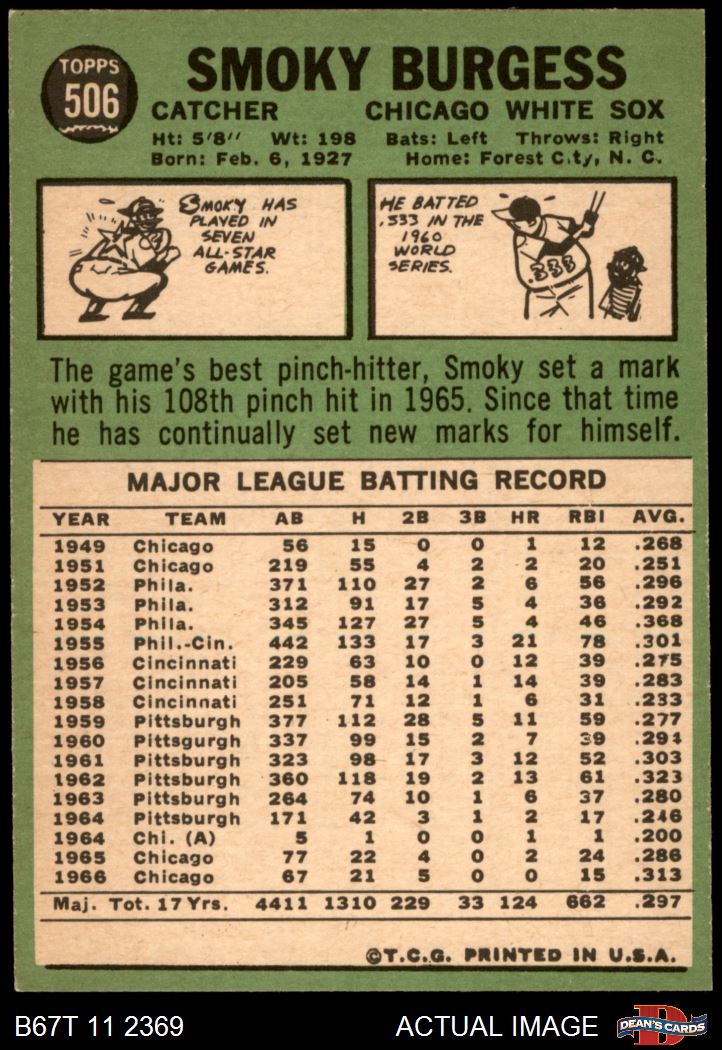 TOPPS
506
SMOKY BURGESS
CATCHER CHICAGO WHITE SOX
Ht: 5'8" Wt: 198 Bats: Left Throws: Right
Born: Feb. 6, 1927 Home: Forest City, N. C.
SMOKY HAS
PLAYED IN
SEVEN
ALL-STAR
GAMES.
HE BATTED
.333 IN THE
1960
WORLD
SERIES.
333
The game's best pinch-hitter, Smoky set a mark
with his 108th pinch hit in 1965. Since that time
he has continually set new marks for himself.
MAJOR LEAGUE BATTING RECORD
YEAR TEAM AB H 2B 3B HR RBI AVG.
1949 Chicago 56 15 0 0 1 12 .268
1951 Chicago 219 55 4 2 2 20 .251
1952 Phila. 371 110 27 2 6 56 .296
1953 Phila. 312 91 17 5 4 36 .292
1954 Phila. 345 127 27 5 4 46 .368
1955 Phil.-Cin. 442 133 17 3 21 78 .301
1956 Cincinnati 229 63 10 0 12 39 .275
1957 Cincinnati 205 58 14 1 14 39 .283
1958 Cincinnati 251 71 12 1 6 31 .233
1959 Pittsburgh 377 112 28 5 11 59 .277
1960 Pittsgurgh 337 99 15 2 7 39 .294
1961 Pittsburgh 323 98 17 3 12 52 .303
1962 Pittsburgh 360 118 19 2 13 61 .323
1963 Pittsburgh 264 74 10 1 6 37 .280
1964 Pittsburgh 171 42 3 1 2 17 .246
1964 Chi. (A) 5 1 0 0 1 1 .200
1965 Chicago 77 22 4 0 2 24 .286
1966 Chicago 67 21 5 0 0 15 .313
Maj. Tot. 17 Yrs. 4411 1310 229 33 124 662 .297
©T.C.G. PRINTED IN U.S.A.
B67T 11 2369 ACTUAL IMAGE
D
DEAN'S CARDS